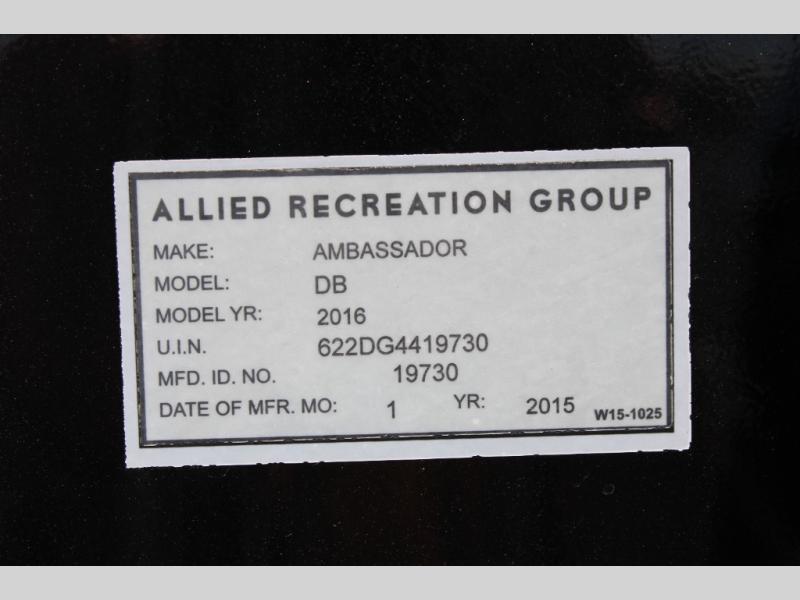 ALLIED RECREATION GROUP
MAKE: AMBASSADOR
MODEL: DB
MODEL YR: 2016
U.I.N. 622DG4419730
MFD. ID. NO. 19730
DATE OF MFR. MO: 1 YR: 2015 W15-1025